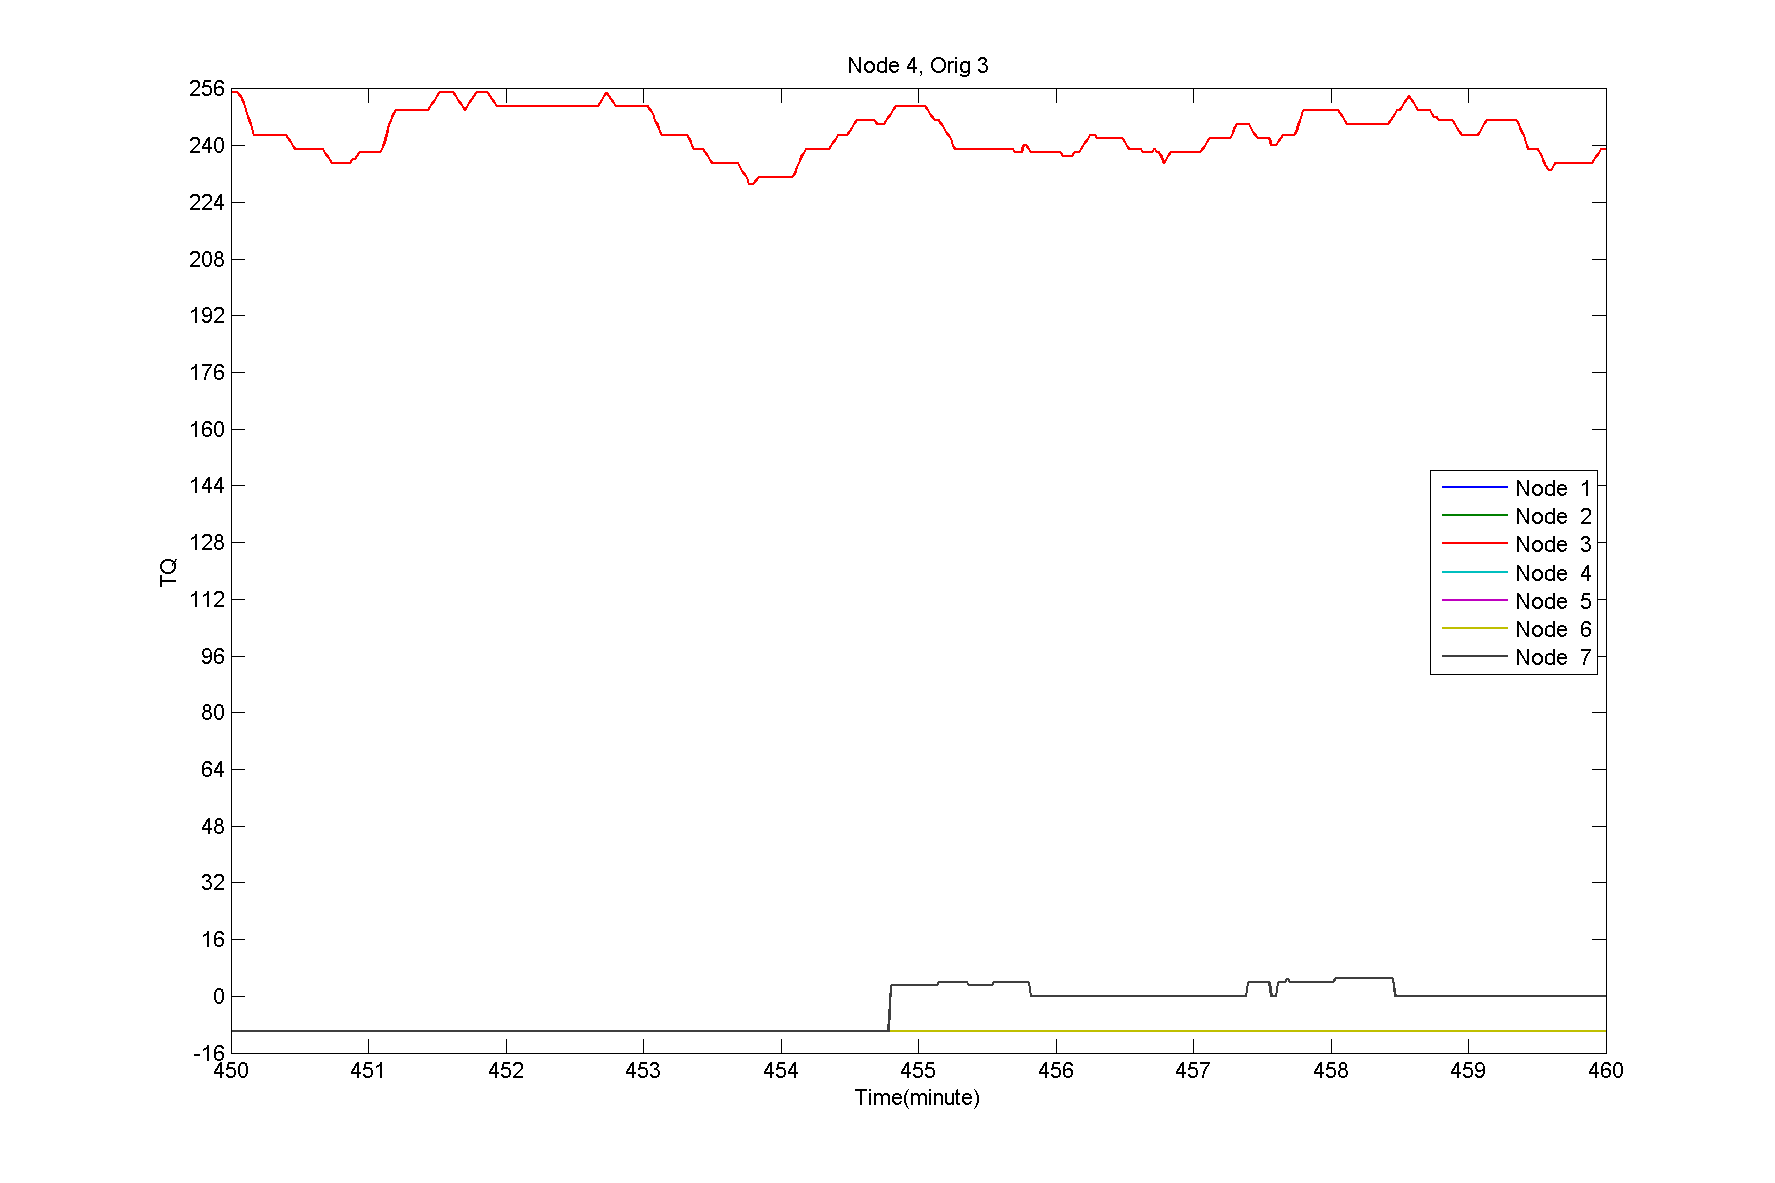 Node 4, Orig 3
256
240
224
208
192
176
160
144
128
112
96
80
64
48
32
16
0
-16
TQ
Node 1
Node 2
Node 3
Node 4
Node 5
Node 6
Node 7
450 451 452 453 454 455 456 457 458 459 460
Time(minute)